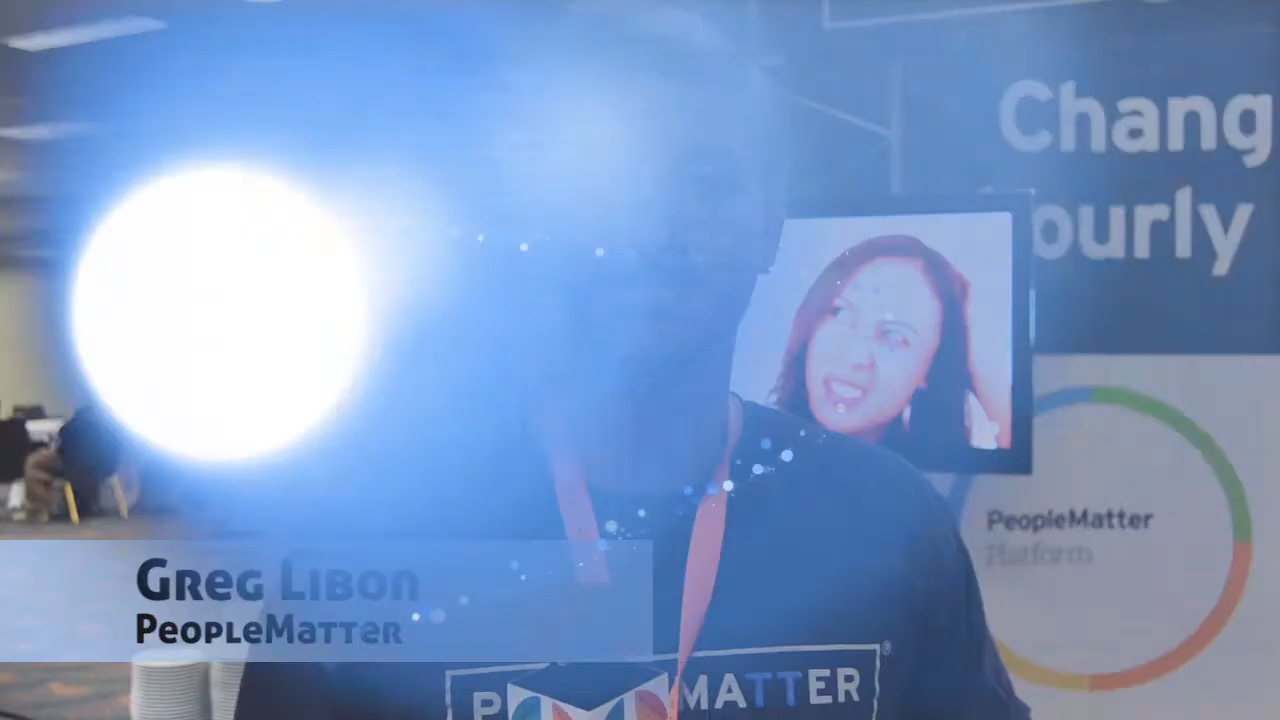 Chang
ourly
PeopleMatter
Platform
Greg Libon
PeopleMatter
P MATTER®